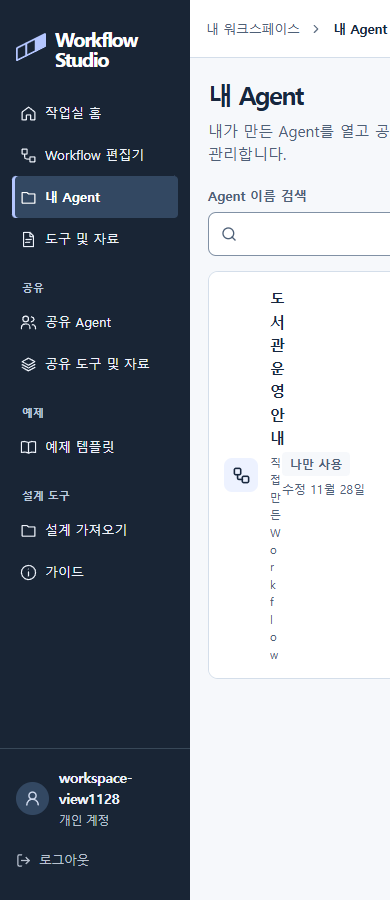 Workflow
Studio
작업실 홈
Workflow 편집기
내 Agent
도구 및 자료
공유
공유 Agent
공유 도구 및 자료
예제
예제 템플릿
설계 도구
설계 가져오기
가이드
workspace-
view1128
개인 계정
로그아웃
내 워크스페이스 > 내 Agent
내 Agent
내가 만든 Agent를 열고 공
관리합니다.
Agent 이름 검색
도
서
관
운
영
안
내
직
접
만
든
W
o
r
k
f
l
o
w
나만 사용
수정 11월 28일